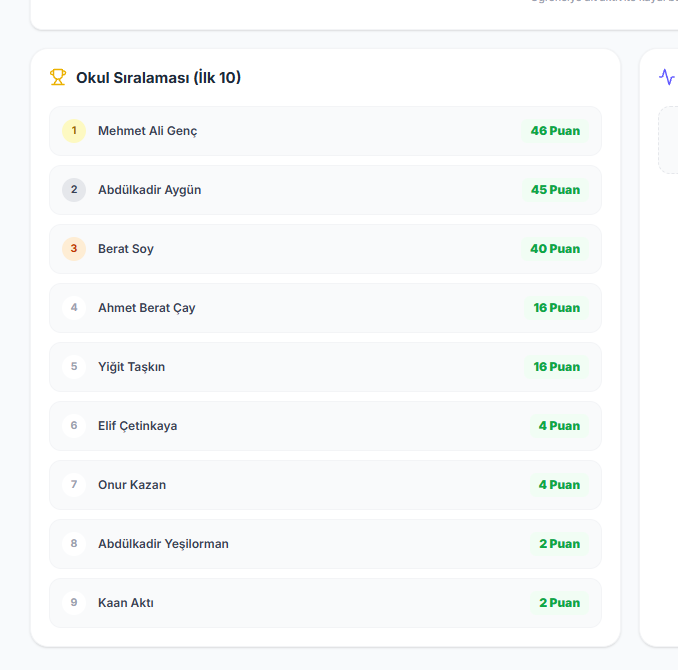 Okul Sıralaması (İlk 10)
1 Mehmet Ali Genç 46 Puan
2 Abdülkadir Aygün 45 Puan
3 Berat Soy 40 Puan
4 Ahmet Berat Çay 16 Puan
5 Yiğit Taşkın 16 Puan
6 Elif Çetinkaya 4 Puan
7 Onur Kazan 4 Puan
8 Abdülkadir Yeşilorman 2 Puan
9 Kaan Aktı 2 Puan